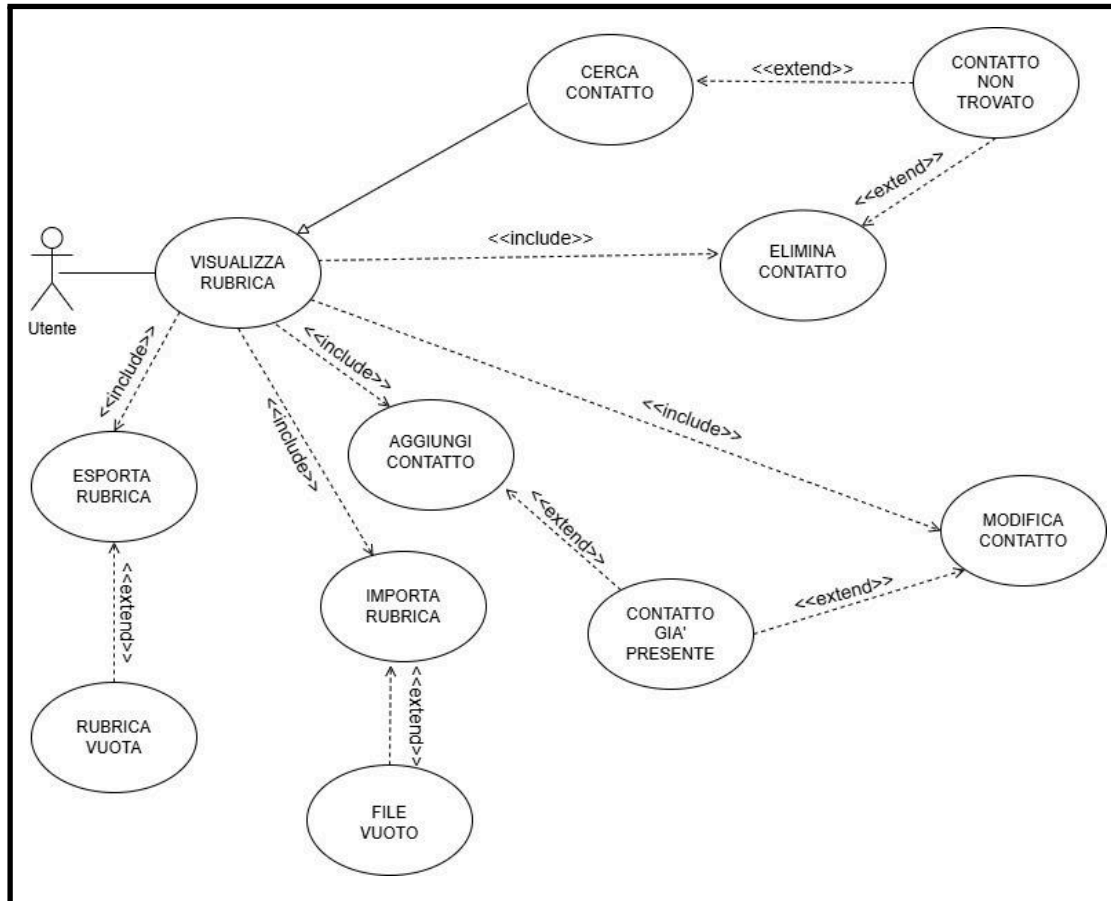 CERCA
CONTATTO
<<extend>>
CONTATTO
NON
TROVATO
<<extend>>
<<include>>
ELIMINA
CONTATTO
VISUALIZZA
RUBRICA
Utente
<<include>>
<<include>>
<<include>>
<<include>>
AGGIUNGI
CONTATTO
ESPORTA
RUBRICA
<<extend>>
MODIFICA
CONTATTO
<<extend>>
IMPORTA
RUBRICA
<<extend>>
CONTATTO
GIA'
PRESENTE
<<extend>>
RUBRICA
VUOTA
FILE
VUOTO